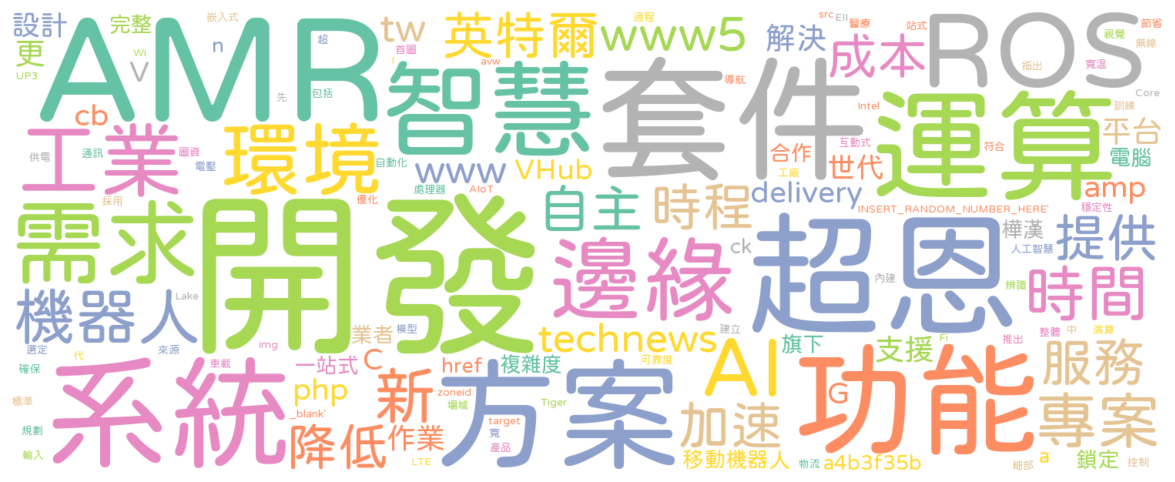 設計 完整 嵌入式 tw 英特爾 過程 www5 解決 src EII 醫療 站式 節省
更 n 超 首圖 成本 ROS 視覺 無線
UP3 V Wi AMR l avw 智慧 套件 導航 指出 寬溫 Core
cb 先 包括 Intel 運算 訓練
工業 通訊 圖資 環境 自動化 www VHub 合作 互動式 世代 符合 平台 電腦
供電 電壓 處理器 AIoT 工廠 delivery amp
採用 優化 自主 時程 INSERT_RANDOM_NUMBER_HERE' 穩定性
需求 開發 邊緣 ck 超恩 樺漢 人工智慧 提供
機器人 Lake 內建 辨識 時間
業者 模型 technews 建立 旗下 支援 Fi 推出 整體 中 演算
選定 來源 img 代 車載 一站式 C href 複雜度 可靠度 AI 服務
確保 系統 php 新 zoneid 場域 Tiger 方案 功能 G
標準 _blank' target 加速 專案
規劃 降低 作業 寬 產品
輸入 LTE 移動機器人 物流 a4b3f35b 細部 a 鎖定 控制